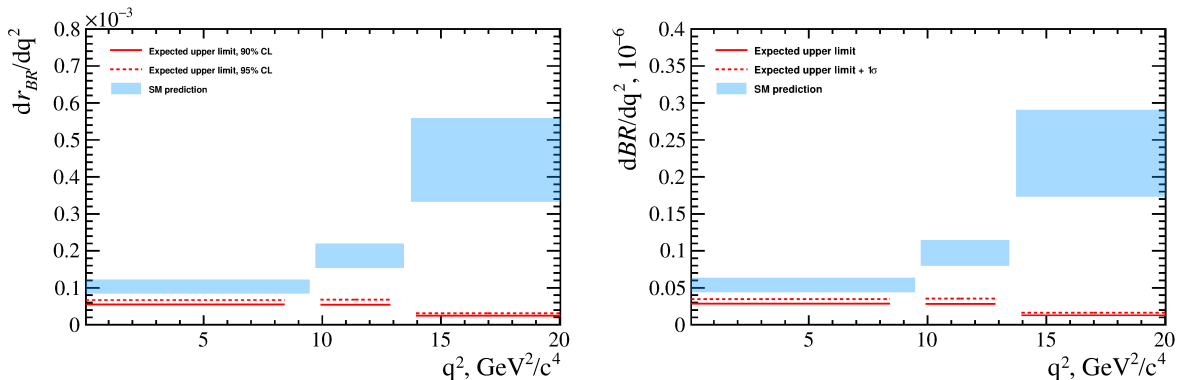 ×10⁻³
dr_BR/dq²
0.8
0.7
0.6
0.5
0.4
0.3
0.2
0.1
0
Expected upper limit, 90% CL
Expected upper limit, 95% CL
SM prediction
5
10
15
20
q², GeV²/c⁴
dBR/dq², 10⁻⁶
0.4
0.35
0.3
0.25
0.2
0.15
0.1
0.05
0
Expected upper limit
Expected upper limit + 1σ
SM prediction
5
10
15
20
q², GeV²/c⁴